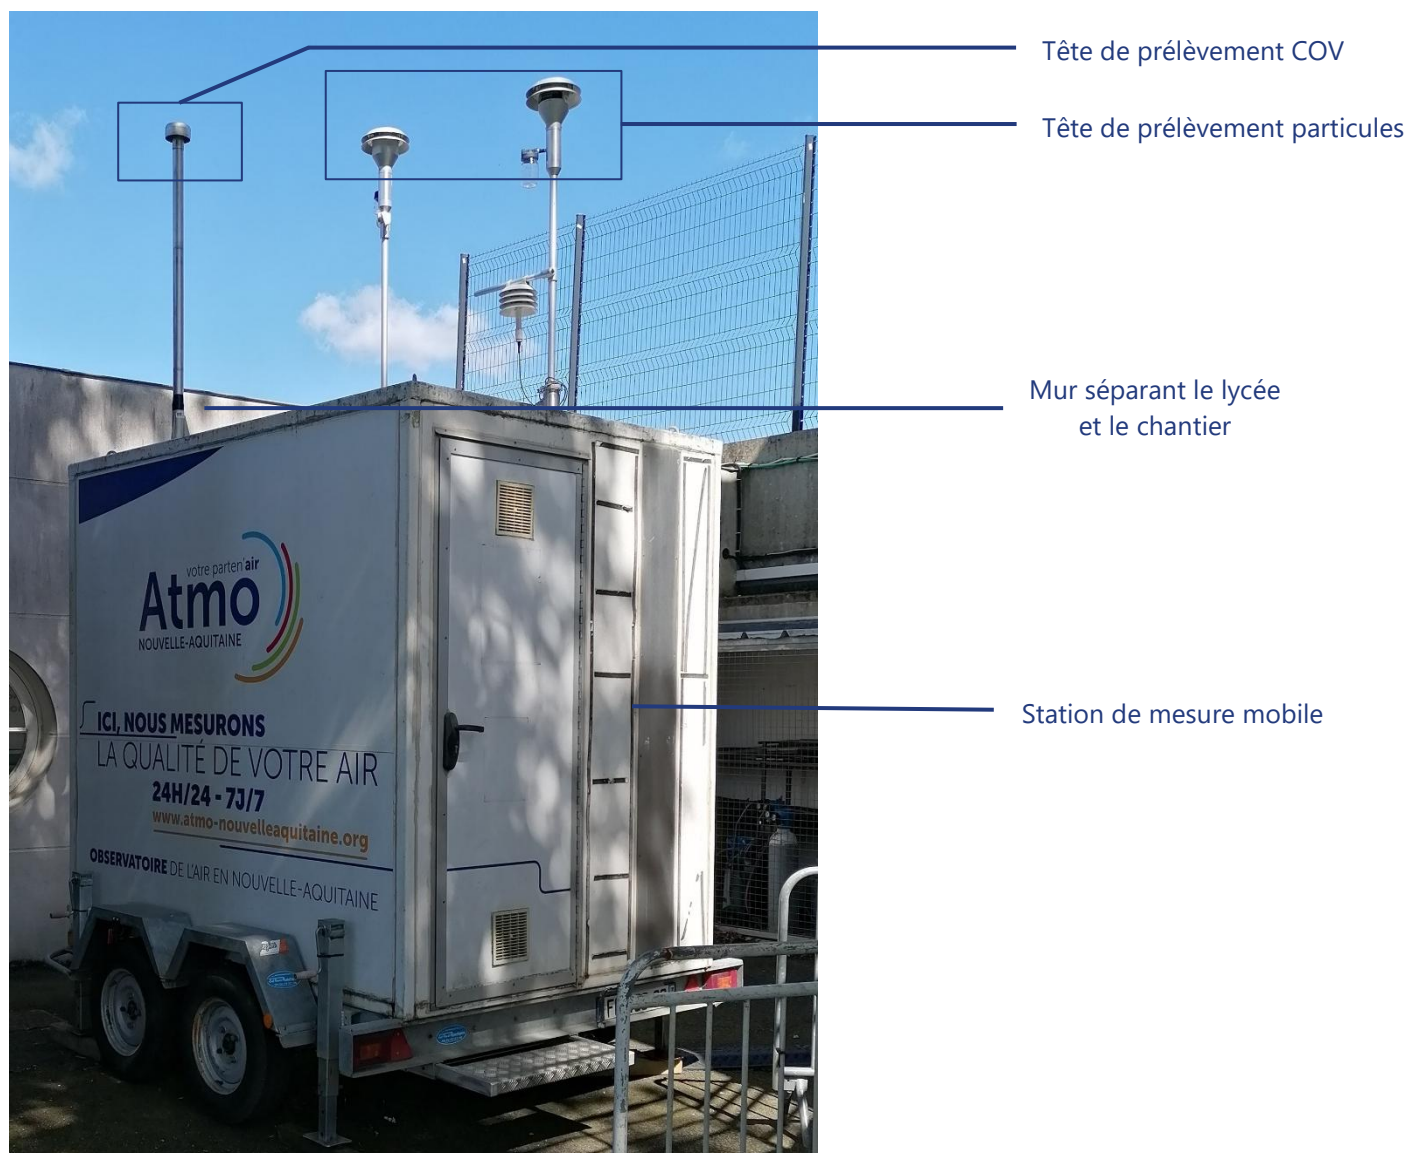 Tête de prélèvement COV
Tête de prélèvement particules
Mur séparant le lycée
et le chantier
votre parten'air
Atmo
NOUVELLE-AQUITAINE
ICI, NOUS MESURONS
LA QUALITÉ DE VOTRE AIR
24H/24 - 7J/7
www.atmo-nouvelleaquitaine.org
OBSERVATOIRE DE L'AIR EN NOUVELLE-AQUITAINE
Station de mesure mobile